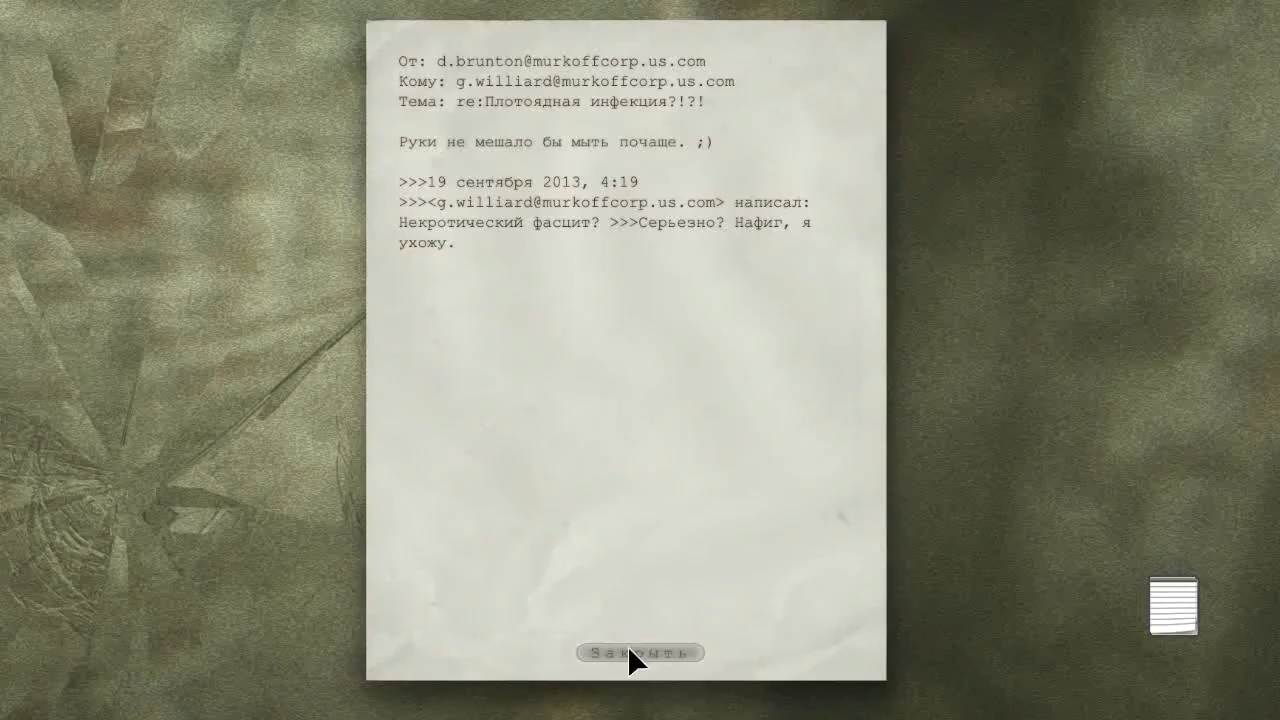 От: d.brunton@murkoffcorp.us.com
Кому: g.williard@murkoffcorp.us.com
Тема: re:Плотоядная инфекция?!?!
Руки не мешало бы мыть почаще. ;)
>>>19 сентября 2013, 4:19
>>><g.williard@murkoffcorp.us.com> написал:
Некротический фасцит? >>>Серьезно? Нафиг, я
ухожу.
Закрыть